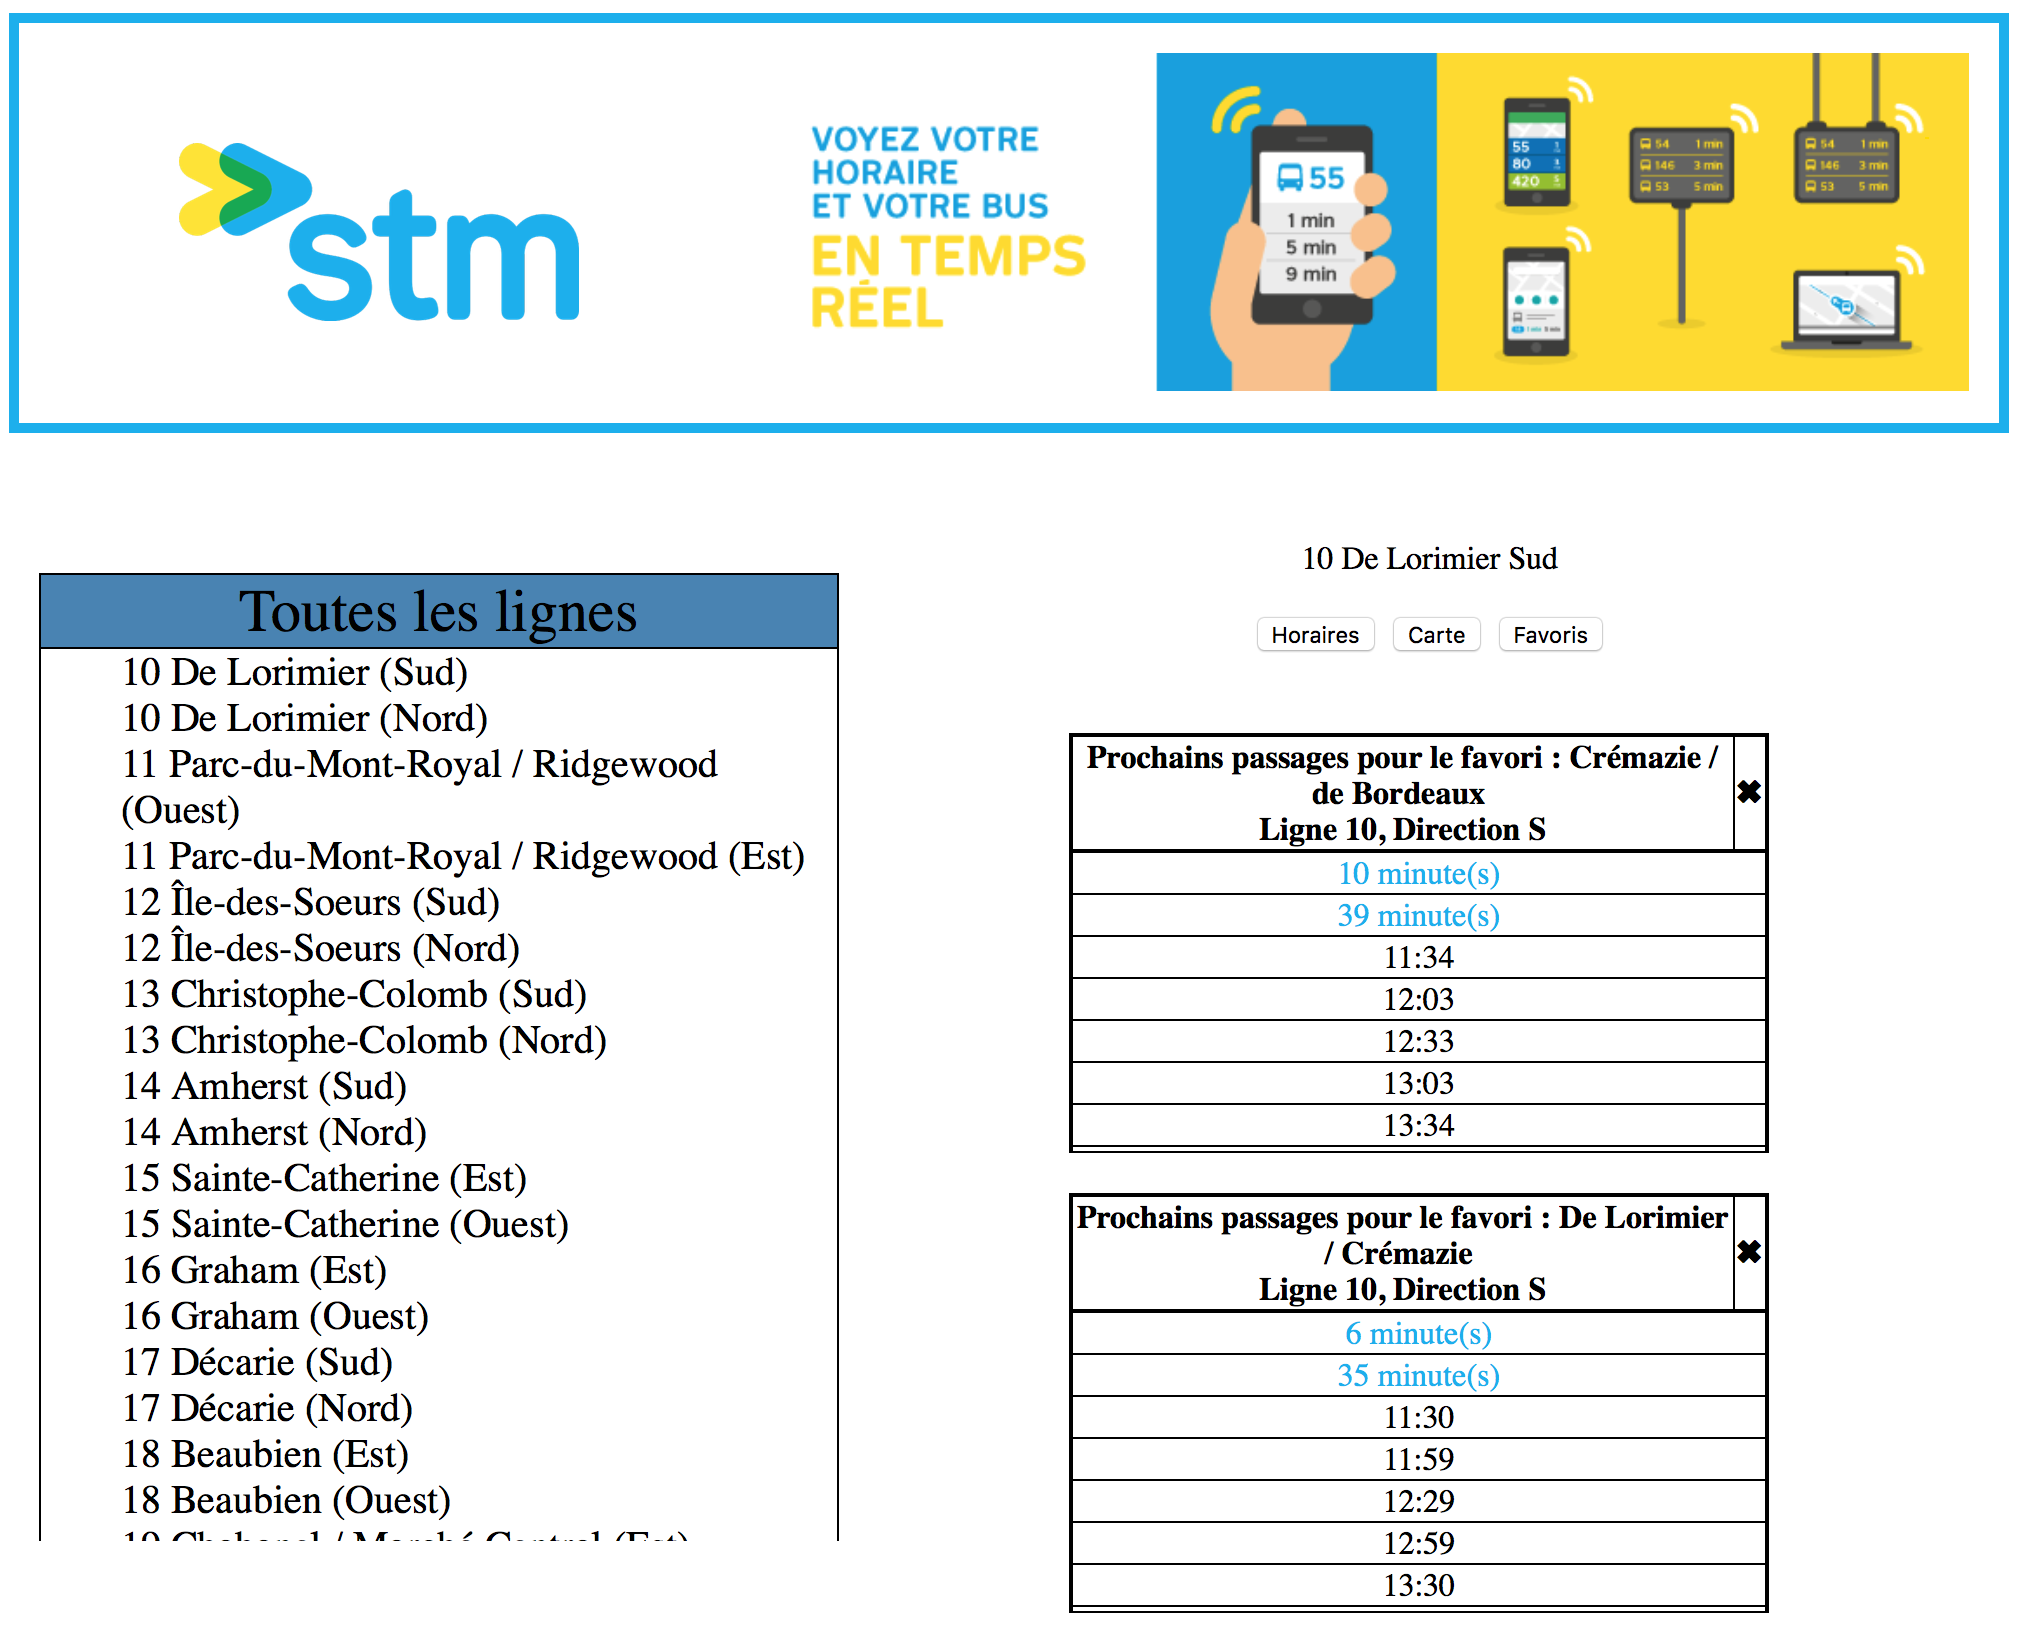 stm
VOYEZ VOTRE
HORAIRE
ET VOTRE BUS
EN TEMPS
RÉEL
55
1 min
5 min
9 min
55
80
420
54 1 min
146 3 min
53 5 min
54 1 min
146 3 min
53 5 min
Toutes les lignes
10 De Lorimier (Sud)
10 De Lorimier (Nord)
11 Parc-du-Mont-Royal / Ridgewood
(Ouest)
11 Parc-du-Mont-Royal / Ridgewood (Est)
12 Île-des-Soeurs (Sud)
12 Île-des-Soeurs (Nord)
13 Christophe-Colomb (Sud)
13 Christophe-Colomb (Nord)
14 Amherst (Sud)
14 Amherst (Nord)
15 Sainte-Catherine (Est)
15 Sainte-Catherine (Ouest)
16 Graham (Est)
16 Graham (Ouest)
17 Décarie (Sud)
17 Décarie (Nord)
18 Beaubien (Est)
18 Beaubien (Ouest)
19 Chabanel / Marché Central (Est)
10 De Lorimier Sud
Horaires Carte Favoris
Prochains passages pour le favori : Crémazie /
de Bordeaux
Ligne 10, Direction S
✖
10 minute(s)
39 minute(s)
11:34
12:03
12:33
13:03
13:34
Prochains passages pour le favori : De Lorimier
/ Crémazie
Ligne 10, Direction S
✖
6 minute(s)
35 minute(s)
11:30
11:59
12:29
12:59
13:30